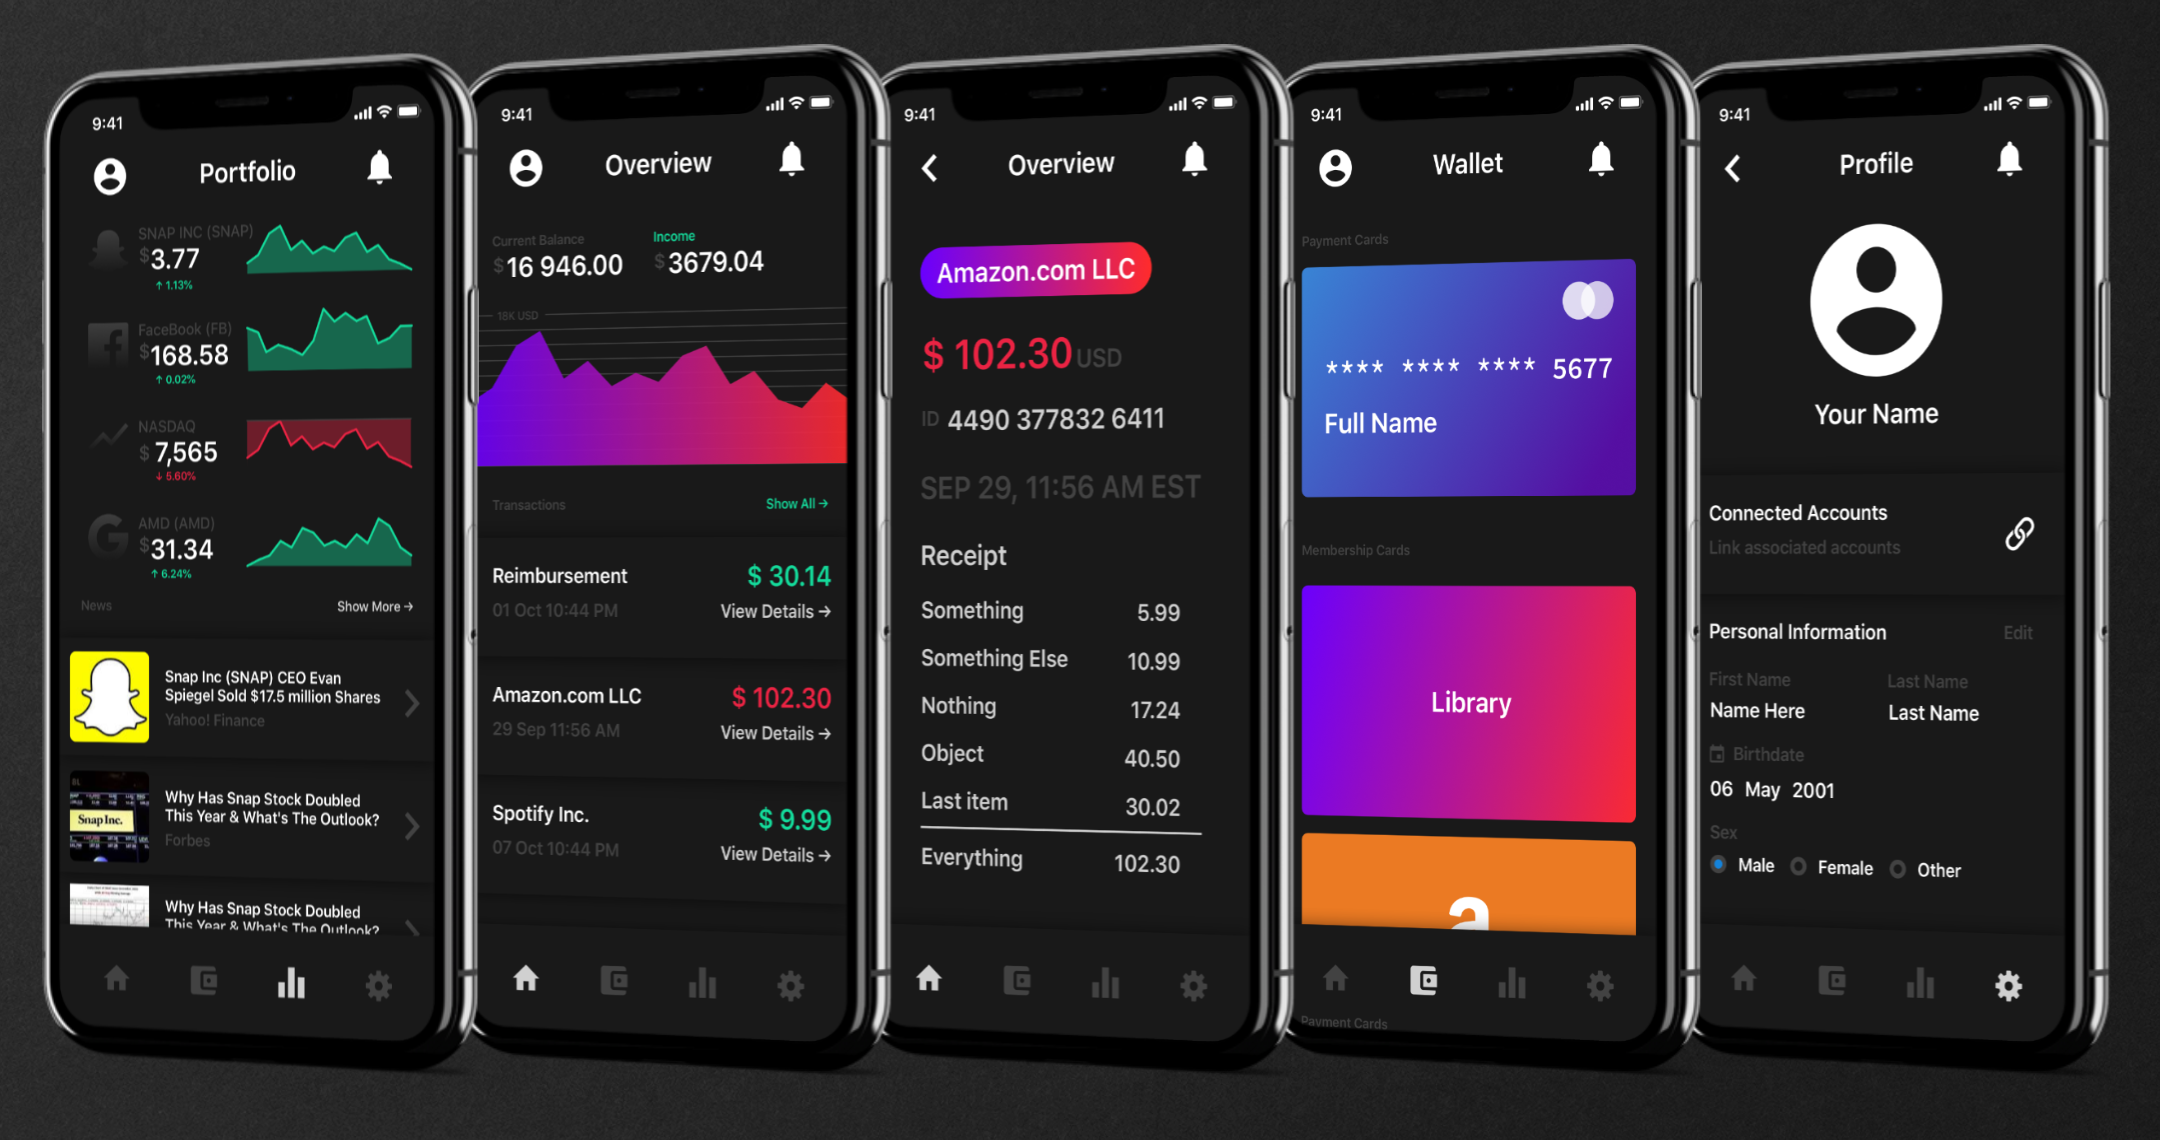 9:41
Portfolio
SNAP INC (SNAP)
$3.77
↑ 1.13%
FaceBook (FB)
$168.58
↑ 0.02%
NASDAQ
$ 7,565
↓ 5.60%
AMD (AMD)
$31.34
↑ 6.24%
News
Show More →
Snap Inc (SNAP) CEO Evan
Spiegel Sold $17.5 million Shares
Yahoo! Finance
BL
Snap Inc.
Why Has Snap Stock Doubled
This Year & What's The Outlook?
Forbes
Why Has Snap Stock Doubled
This Year & What's The Outlook?
9:41
Overview
Current Balance
$16 946.00
Income
$3679.04
18K USD
Transactions
Show All →
Reimbursement
$ 30.14
01 Oct 10:44 PM
View Details →
Amazon.com LLC
$ 102.30
29 Sep 11:56 AM
View Details →
Spotify Inc.
$ 9.99
07 Oct 10:44 PM
View Details →
9:41
Overview
Amazon.com LLC
$ 102.30 USD
ID 4490 377832 6411
SEP 29, 11:56 AM EST
Receipt
Something 5.99
Something Else 10.99
Nothing 17.24
Object 40.50
Last item 30.02
Everything 102.30
9:41
Wallet
Payment Cards
**** **** **** 5677
Full Name
Membership Cards
Library
a
Payment Cards
9:41
Profile
Your Name
Connected Accounts
Link associated accounts
Personal Information
Edit
First Name
Last Name
Name Here
Last Name
Birthdate
06 May 2001
Sex
Male
Female
Other